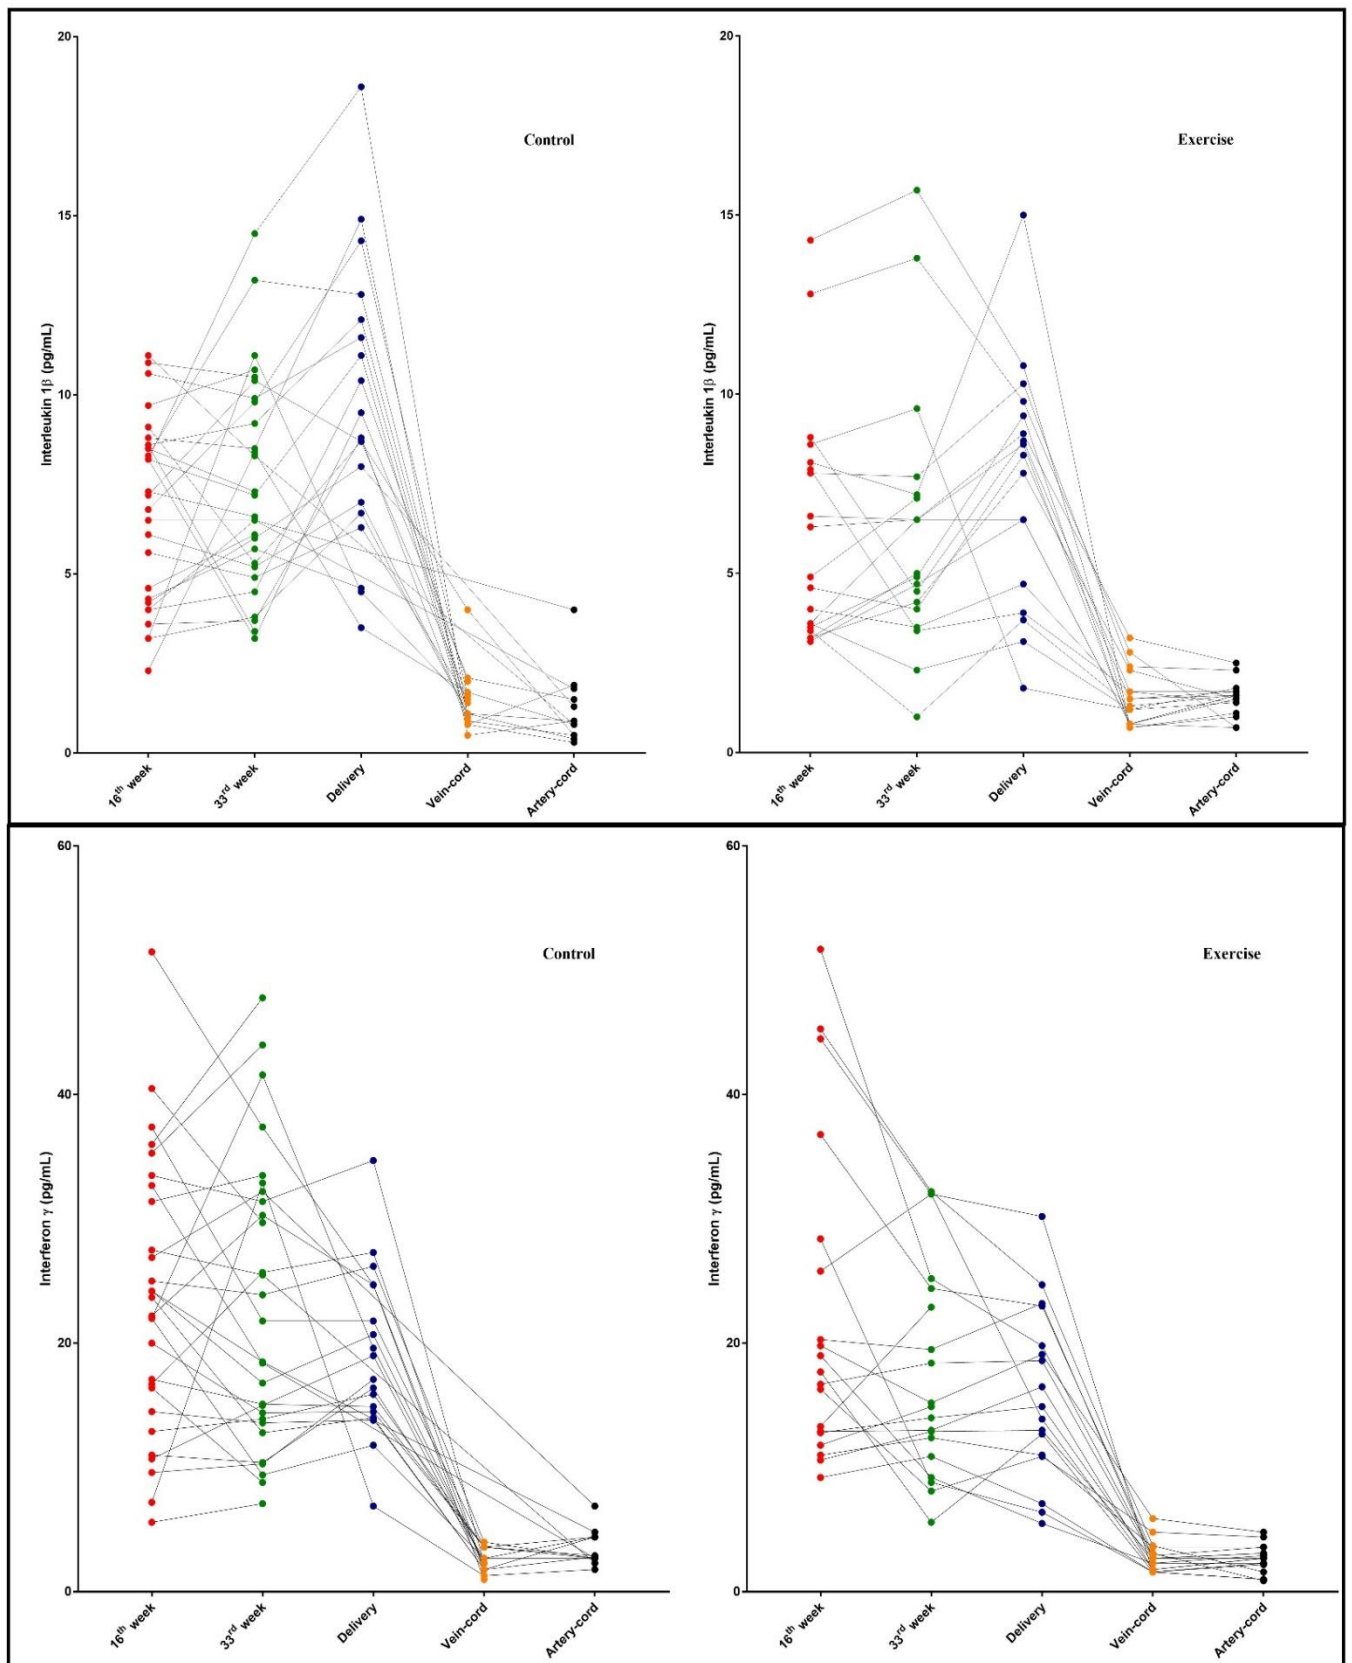 20
15
10
5
0
Interleukin 1β (pg/mL)
Control
16th week
33rd week
Delivery
Vein-cord
Artery-cord
20
15
10
5
0
Interleukin 1β (pg/mL)
Exercise
16th week
33rd week
Delivery
Vein-cord
Artery-cord
60
40
20
0
Interferon γ (pg/mL)
Control
16th week
33rd week
Delivery
Vein-cord
Artery-cord
60
40
20
0
Interferon γ (pg/mL)
Exercise
16th week
33rd week
Delivery
Vein-cord
Artery-cord